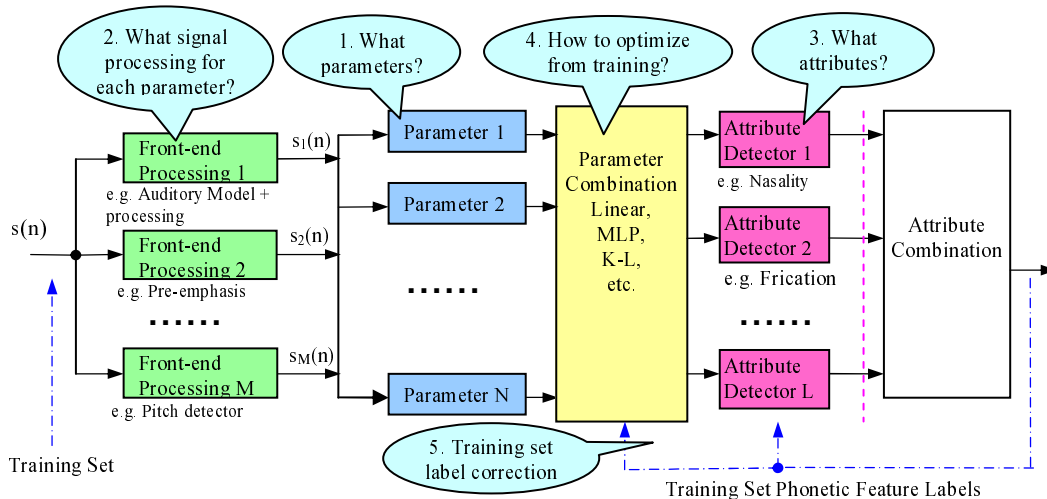 2. What signal
processing for
each parameter?
1. What
parameters?
4. How to optimize
from training?
3. What
attributes?
s(n)
Front-end
Processing 1
e.g. Auditory Model +
processing
Front-end
Processing 2
e.g. Pre-emphasis
......
Front-end
Processing M
e.g. Pitch detector
s1(n)
s2(n)
sM(n)
Parameter 1
Parameter 2
......
Parameter N
Parameter
Combination
Linear,
MLP,
K-L,
etc.
Attribute
Detector 1
e.g. Nasality
Attribute
Detector 2
e.g. Frication
......
Attribute
Detector L
Attribute
Combination
5. Training set
label correction
Training Set
Training Set Phonetic Feature Labels